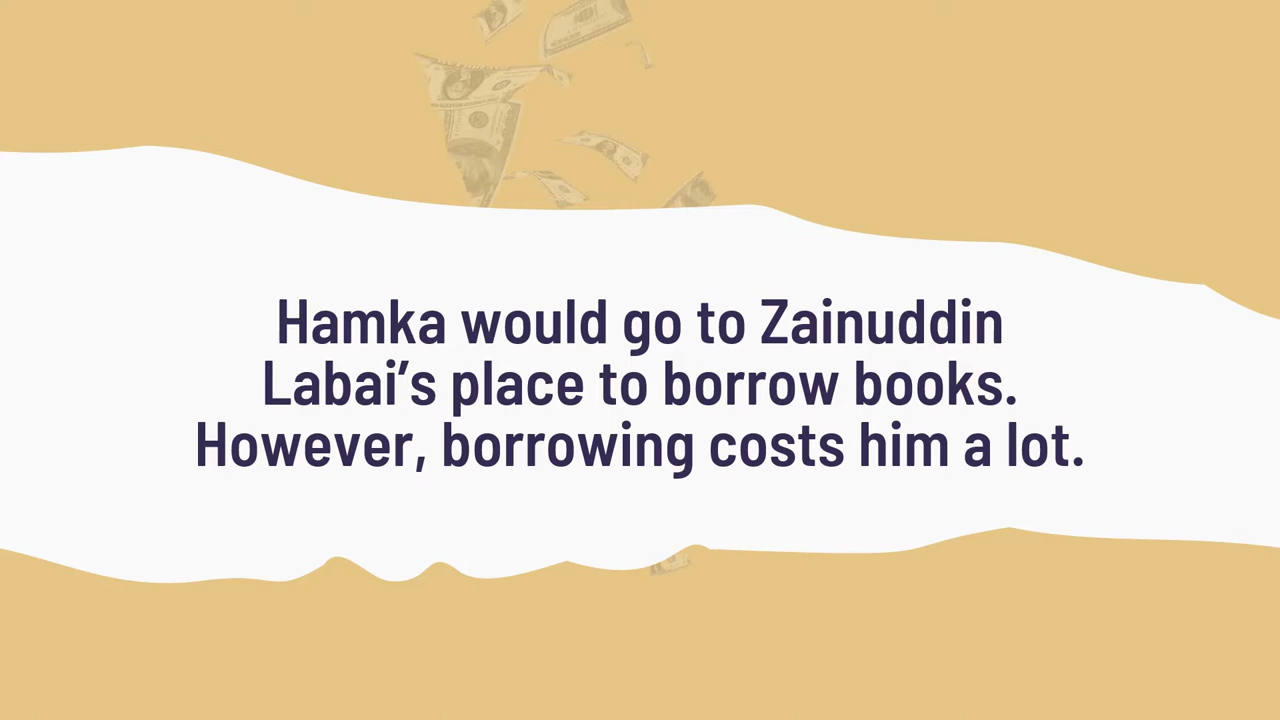 Hamka would go to Zainuddin
Labai’s place to borrow books.
However, borrowing costs him a lot.